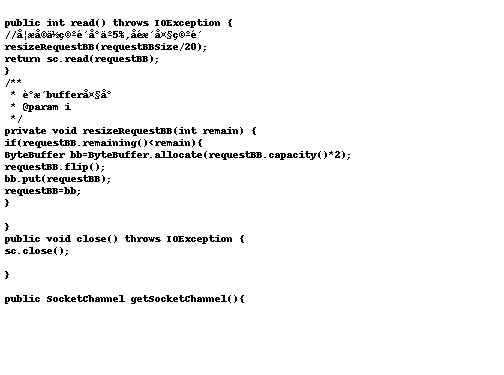 public int read() throws IOException {
//å¦æå©ä½ç©ºé´å°äº5%,åéæ´å¤§ç©ºé´
resizeRequestBB(requestBBSize/20);
return sc.read(requestBB);
}
/**
 * è°æ´bufferå¤§å°
 * @param i
 */
private void resizeRequestBB(int remain) {
if(requestBB.remaining()<remain){
ByteBuffer bb=ByteBuffer.allocate(requestBB.capacity()*2);
requestBB.flip();
bb.put(requestBB);
requestBB=bb;
}
}
public void close() throws IOException {
sc.close();
}
public SocketChannel getSocketChannel(){